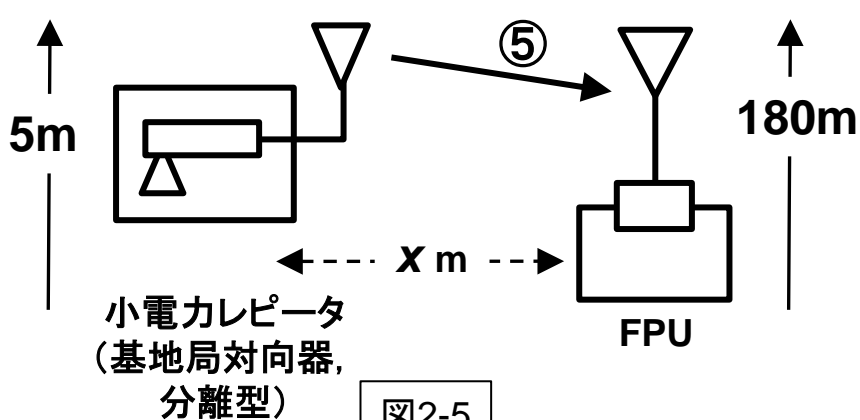 ⑤
5m
180m
x m
小電力レピータ
(基地局対向器,
分離型)
FPU
図2-5